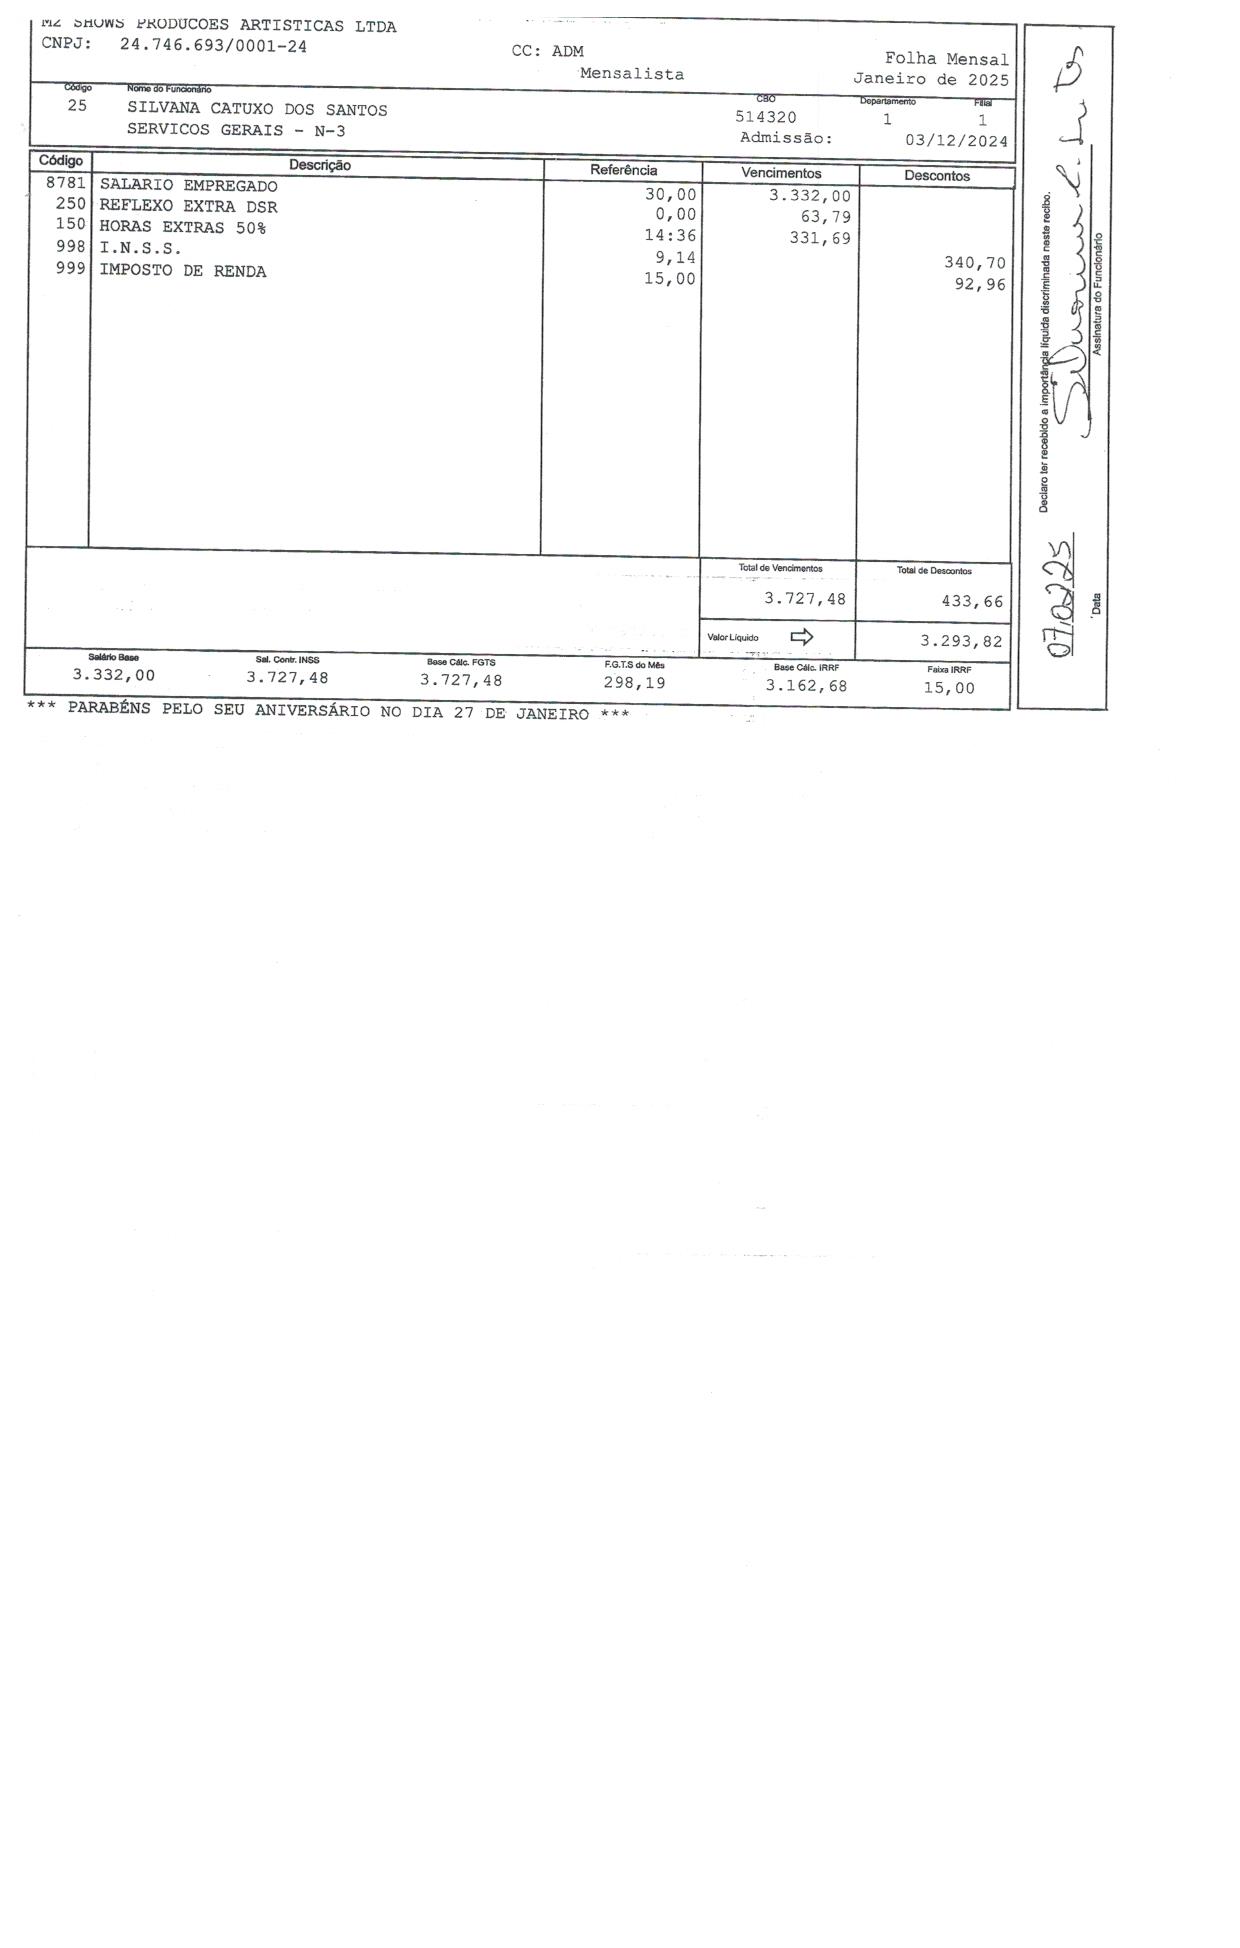 MZ SHOWS PRODUCOES ARTISTICAS LTDA
CNPJ: 24.746.693/0001-24
CC: ADM
Folha Mensal
Mensalista
Janeiro de 2025
Código Nome do Funcionário CBO Departamento Filial
25 SILVANA CATUXO DOS SANTOS 514320 1 1
SERVICOS GERAIS - N-3 Admissão: 03/12/2024
Código Descrição Referência Vencimentos Descontos
8781 SALARIO EMPREGADO 30,00 3.332,00
250 REFLEXO EXTRA DSR 0,00 63,79
150 HORAS EXTRAS 50% 14:36 331,69
998 I.N.S.S. 9,14 340,70
999 IMPOSTO DE RENDA 15,00 92,96
Total de Vencimentos Total de Descontos
3.727,48 433,66
Valor Líquido 3.293,82
Salário Base Sal. Contr. INSS Base Cálc. FGTS F.G.T.S do Mês Base Cálc. IRRF Faixa IRRF
3.332,00 3.727,48 3.727,48 298,19 3.162,68 15,00
*** PARABÉNS PELO SEU ANIVERSÁRIO NO DIA 27 DE JANEIRO ***
Declaro ter recebido a importância líquida discriminada neste recibo.
Assinatura do Funcionário
07/02/25
Data